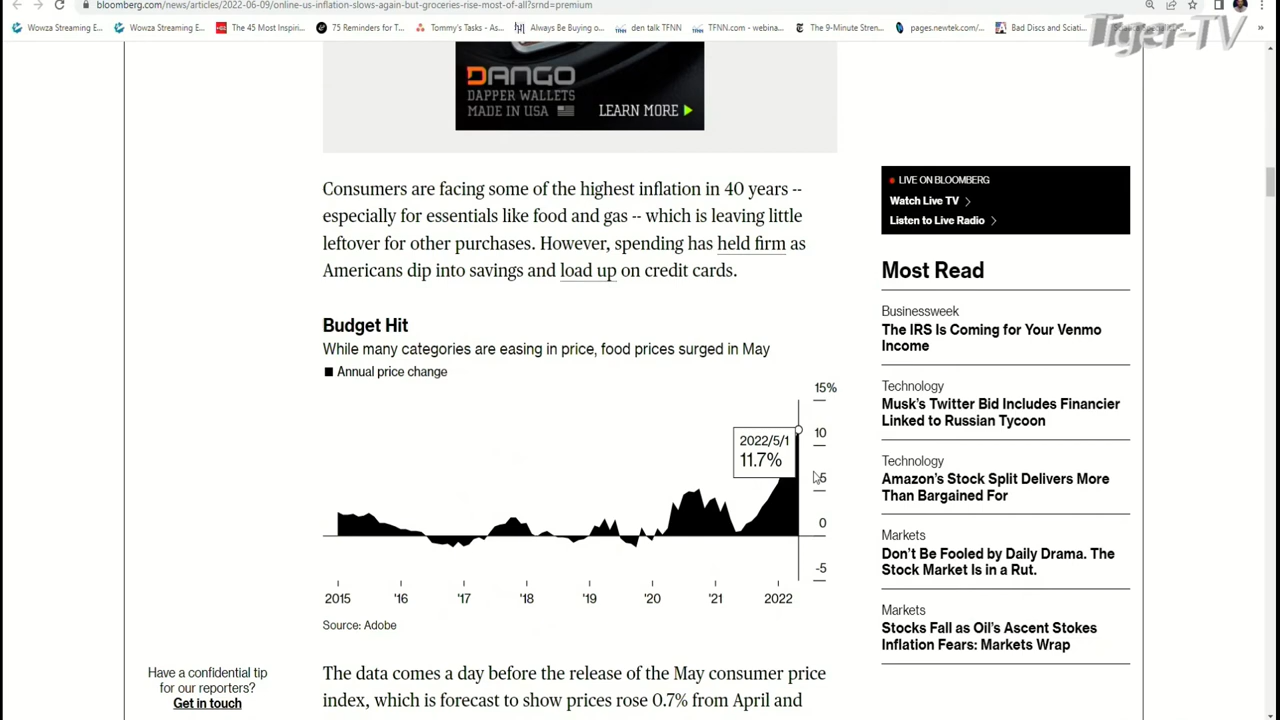 bloomberg.com/news/articles/2022-06-09/online-us-inflation-slows-again-but-groceries-rise-most-of-all?srnd=premium
Wowza Streaming E...
Wowza Streaming E...
The 45 Most Inspiri...
75 Reminders for T...
Tommy's Tasks - As...
Always Be Buying o...
den talk TFNN
TFNN.com - webina...
The 9-Minute Stren...
pages.newtek.com/...
Bad Discs and Sciati...
Tiger-TV
DANGO
DAPPER WALLETS
MADE IN USA
LEARN MORE
Consumers are facing some of the highest inflation in 40 years --
especially for essentials like food and gas -- which is leaving little
leftover for other purchases. However, spending has held firm as
Americans dip into savings and load up on credit cards.
Budget Hit
While many categories are easing in price, food prices surged in May
Annual price change
15%
10
5
0
-5
2022/5/1
11.7%
2015 '16 '17 '18 '19 '20 '21 2022
Source: Adobe
Have a confidential tip
for our reporters?
Get in touch
The data comes a day before the release of the May consumer price
index, which is forecast to show prices rose 0.7% from April and
LIVE ON BLOOMBERG
Watch Live TV
Listen to Live Radio
Most Read
Businessweek
The IRS Is Coming for Your Venmo
Income
Technology
Musk's Twitter Bid Includes Financier
Linked to Russian Tycoon
Technology
Amazon's Stock Split Delivers More
Than Bargained For
Markets
Don't Be Fooled by Daily Drama. The
Stock Market Is in a Rut.
Markets
Stocks Fall as Oil's Ascent Stokes
Inflation Fears: Markets Wrap